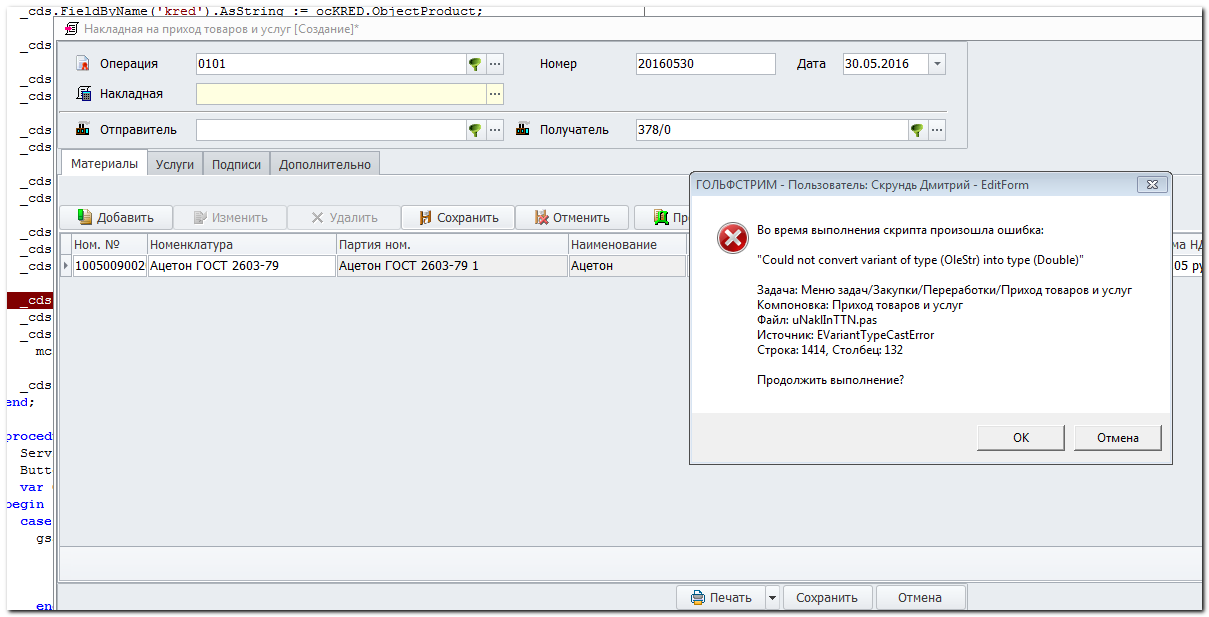 _cds.FieldByName('kred').AsString := ocKRED.ObjectProduct;
Накладная на приход товаров и услуг [Создание]*
_cds
Операция 0101 Номер 20160530 Дата 30.05.2016
_cds
_cds
Накладная
_cds
Отправитель Получатель 378/0
_cds
Материалы Услуги Подписи Дополнительно
_cds
_cds
ГОЛЬФСТРИМ - Пользователь: Скрундь Дмитрий - EditForm
Добавить Изменить Удалить Сохранить Отменить
_cds
Ном. № Номенклатура Партия ном. Наименование
_cds
1005009002 Ацетон ГОСТ 2603-79 Ацетон ГОСТ 2603-79 1 Ацетон
_cds
Во время выполнения скрипта произошла ошибка:
"Could not convert variant of type (OleStr) into type (Double)"
Задача: Меню задач/Закупки/Переработки/Приход товаров и услуг
Компоновка: Приход товаров и услуг
Файл: uNaklInTTN.pas
Источник: EVariantTypeCastError
Строка: 1414, Столбец: 132
Продолжить выполнение?
OK Отмена
_cds
_cds
_cds
mc
_cds
end;
procedu
Serv
Butt
var
begin
case
gs
en
Печать Сохранить Отмена